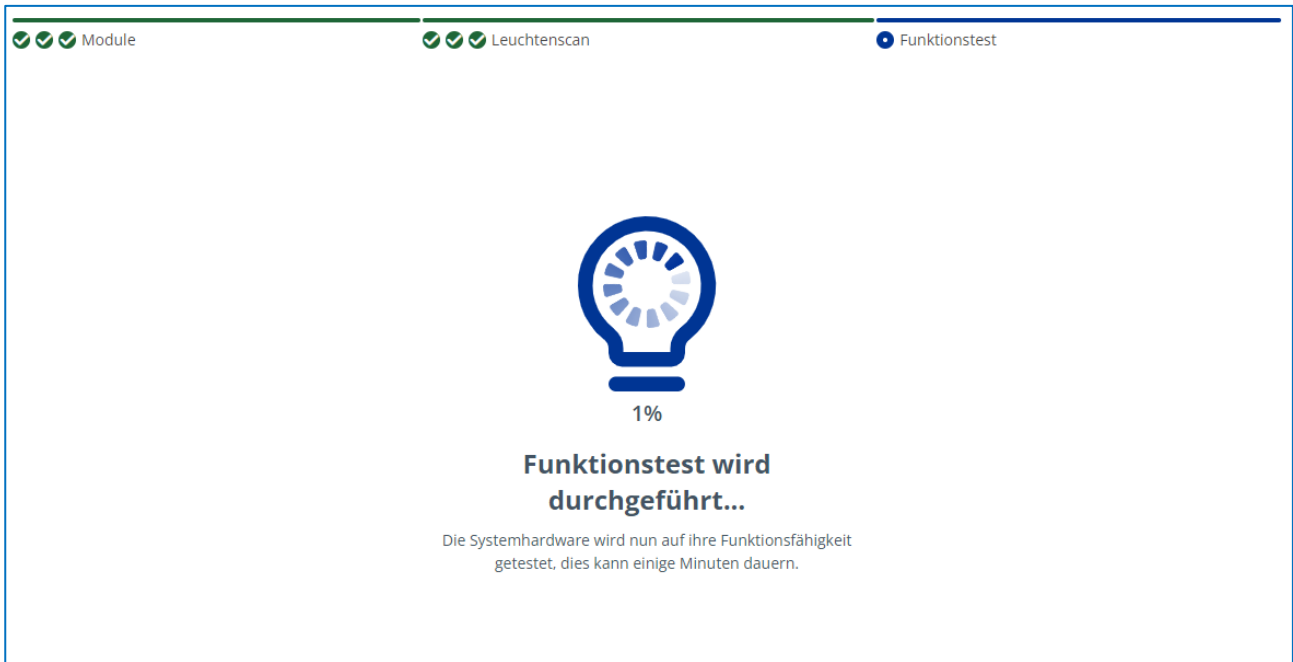 Module
Leuchtenscan
Funktionstest
1%
Funktionstest wird
durchgeführt...
Die Systemhardware wird nun auf ihre Funktionsfähigkeit
getestet, dies kann einige Minuten dauern.